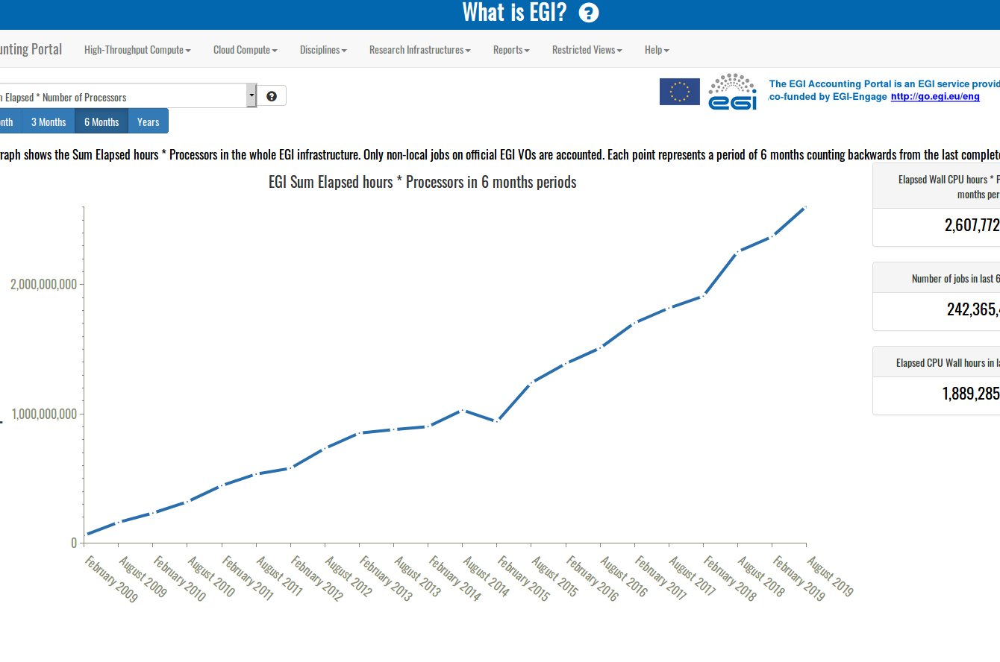 What is EGI? ?
unting Portal High-Throughput Compute Cloud Compute Disciplines Research Infrastructures Reports Restricted Views Help
Elapsed * Number of Processors ?
nth 3 Months 6 Months Years
egi
The EGI Accounting Portal is an EGI service provid
co-funded by EGI-Engage http://go.egi.eu/eng
raph shows the Sum Elapsed hours * Processors in the whole EGI infrastructure. Only non-local jobs on official EGI VOs are accounted. Each point represents a period of 6 months counting backwards from the last complet
EGI Sum Elapsed hours * Processors in 6 months periods
2,000,000,000
1,000,000,000
0
February 2009
August 2009
February 2010
August 2010
February 2011
August 2011
February 2012
August 2012
February 2013
August 2013
February 2014
August 2014
February 2015
August 2015
February 2016
August 2016
February 2017
August 2017
February 2018
August 2018
February 2019
August 2019
Elapsed Wall CPU hours * P
months per
2,607,772
Number of jobs in last 6
242,365,
Elapsed CPU Wall hours in la
1,889,285